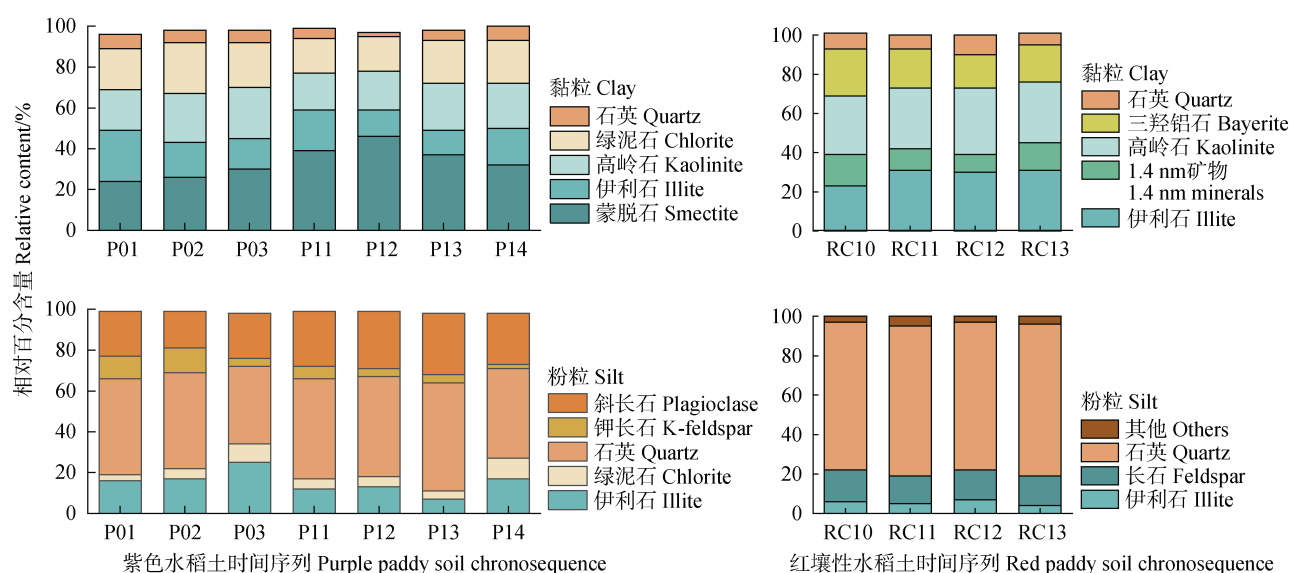 相对百分含量 Relative content/%
100
80
60
40
20
0
P01 P02 P03 P11 P12 P13 P14
黏粒 Clay
石英 Quartz
绿泥石 Chlorite
高岭石 Kaolinite
伊利石 Illite
蒙脱石 Smectite
100
80
60
40
20
0
RC10 RC11 RC12 RC13
黏粒 Clay
石英 Quartz
三羟铝石 Bayerite
高岭石 Kaolinite
1.4 nm矿物
1.4 nm minerals
伊利石 Illite
100
80
60
40
20
0
P01 P02 P03 P11 P12 P13 P14
粉粒 Silt
斜长石 Plagioclase
钾长石 K-feldspar
石英 Quartz
绿泥石 Chlorite
伊利石 Illite
紫色水稻土时间序列 Purple paddy soil chronosequence
100
80
60
40
20
0
RC10 RC11 RC12 RC13
粉粒 Silt
其他 Others
石英 Quartz
长石 Feldspar
伊利石 Illite
红壤性水稻土时间序列 Red paddy soil chronosequence